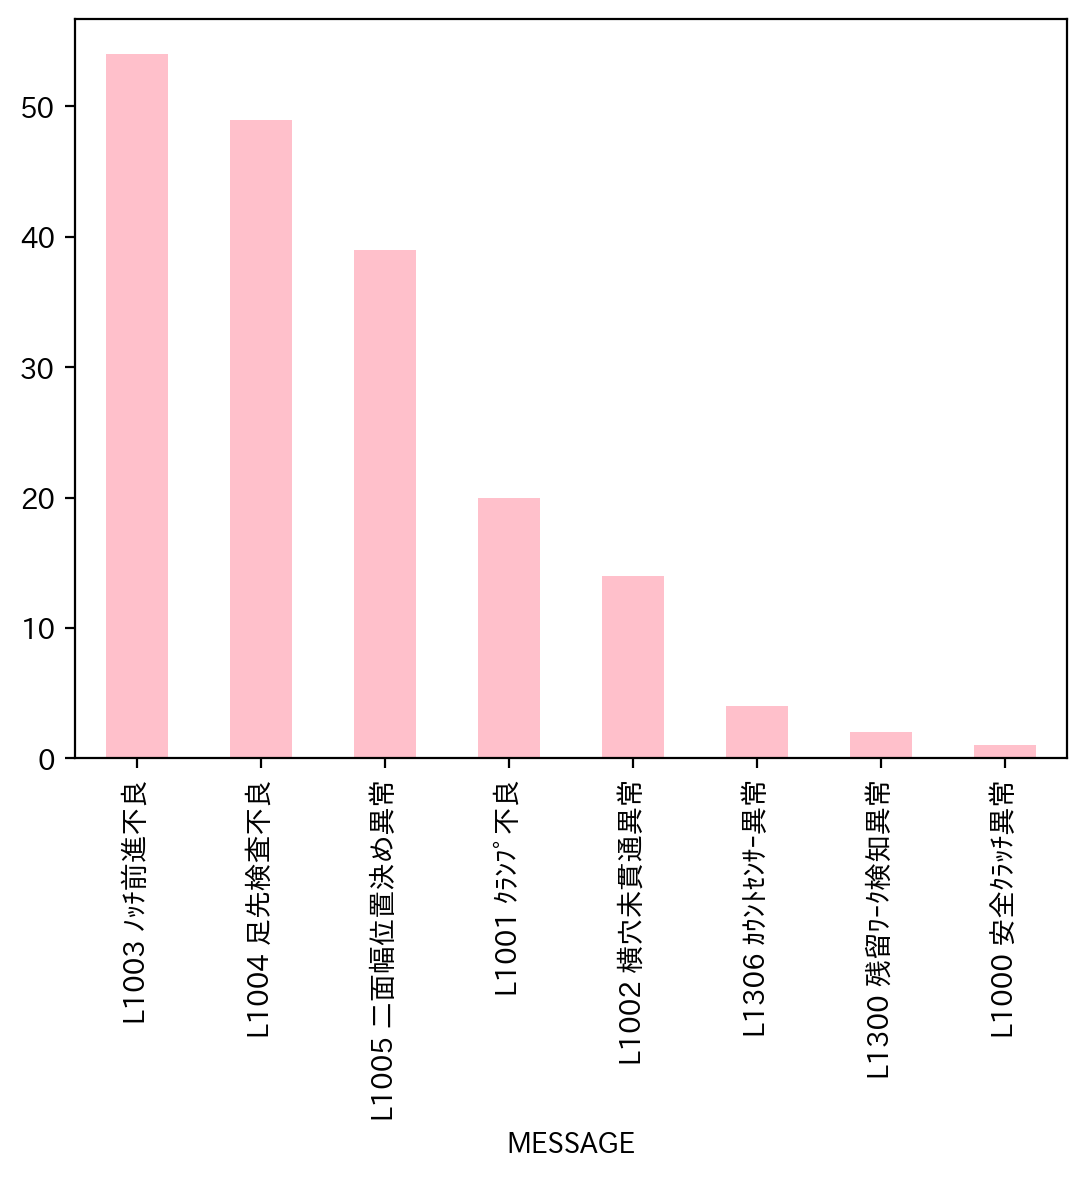 50
40
30
20
10
0
L1003 ﾉｯﾁ前進不良
L1004 足先検査不良
L1005 二面幅位置決め異常
L1001 ｸﾗﾝﾌﾟ不良
L1002 横穴未貫通異常
L1306 ｶｳﾝﾄｾﾝｻｰ異常
L1300 残留ﾜｰｸ検知異常
L1000 安全ｸﾗｯﾁ異常
MESSAGE